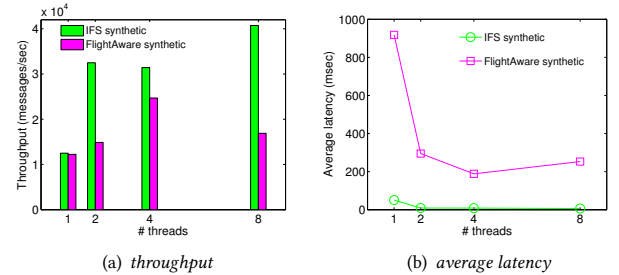 x 10⁴
4
3
2
1
0
Throughput (messages/sec)
IFS synthetic
FlightAware synthetic
1 2 4 8
# threads
(a) throughput
1000
800
600
400
200
0
Average latency (msec)
IFS synthetic
FlightAware synthetic
1 2 4 8
# threads
(b) average latency